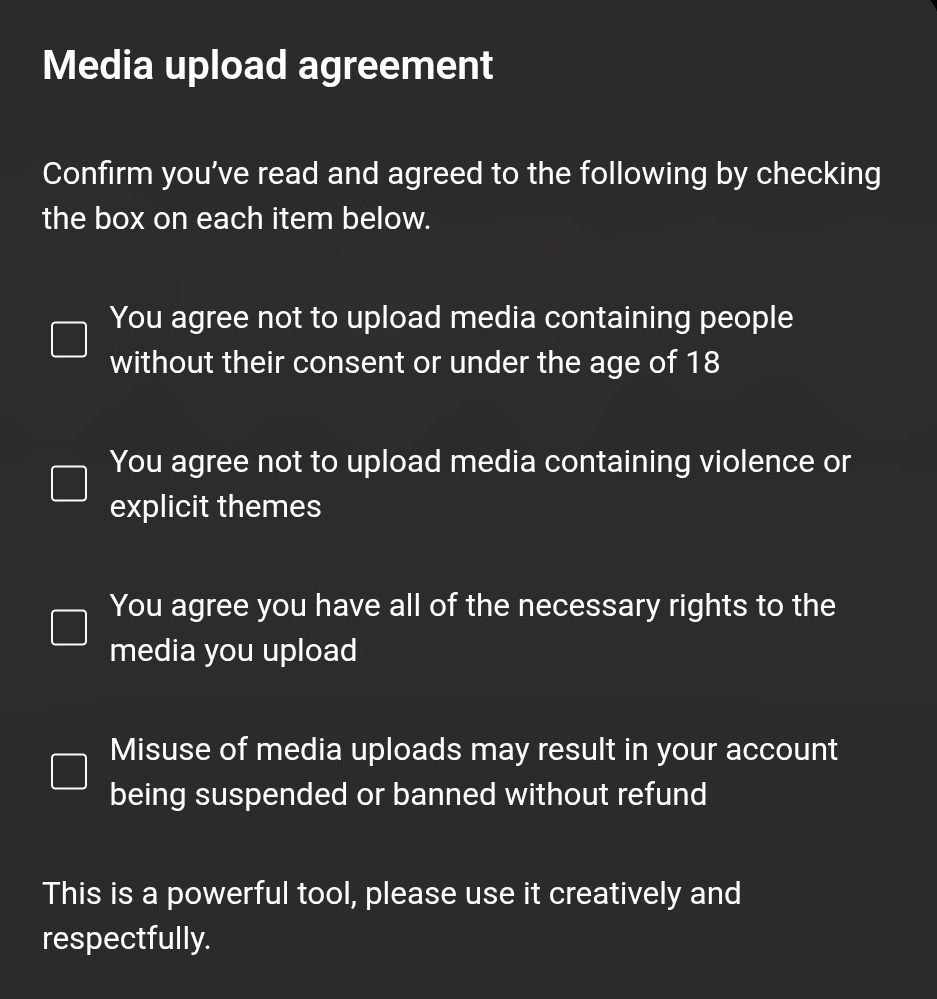 Media upload agreement
Confirm you’ve read and agreed to the following by checking
the box on each item below.
You agree not to upload media containing people
without their consent or under the age of 18
You agree not to upload media containing violence or
explicit themes
You agree you have all of the necessary rights to the
media you upload
Misuse of media uploads may result in your account
being suspended or banned without refund
This is a powerful tool, please use it creatively and
respectfully.